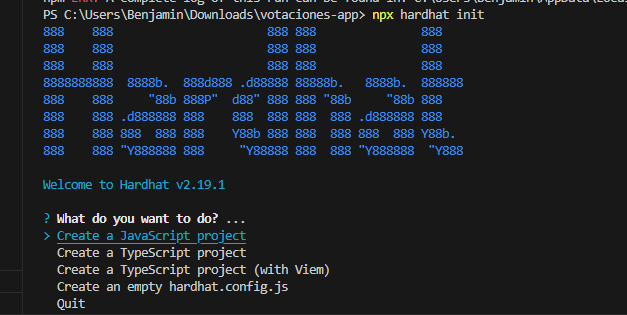 npm ERR! A complete log of this run can be found in: C:\Users\Benjamin\AppData\Local
PS C:\Users\Benjamin\Downloads\votaciones-app> npx hardhat init
888    888                      888 888               888
888    888                      888 888               888
888    888                      888 888               888
8888888888  8888b.  888d888 .d88888 88888b.   8888b.  888888
888    888     "88b 888P"  d88" 888 888 "88b     "88b 888
888    888 .d888888 888    888  888 888  888 .d888888 888
888    888 888  888 888    Y88b 888 888  888 888  888 Y88b.
888    888 "Y888888 888     "Y88888 888  888 "Y888888  "Y888
Welcome to Hardhat v2.19.1
? What do you want to do? ...
> Create a JavaScript project
Create a TypeScript project
Create a TypeScript project (with Viem)
Create an empty hardhat.config.js
Quit